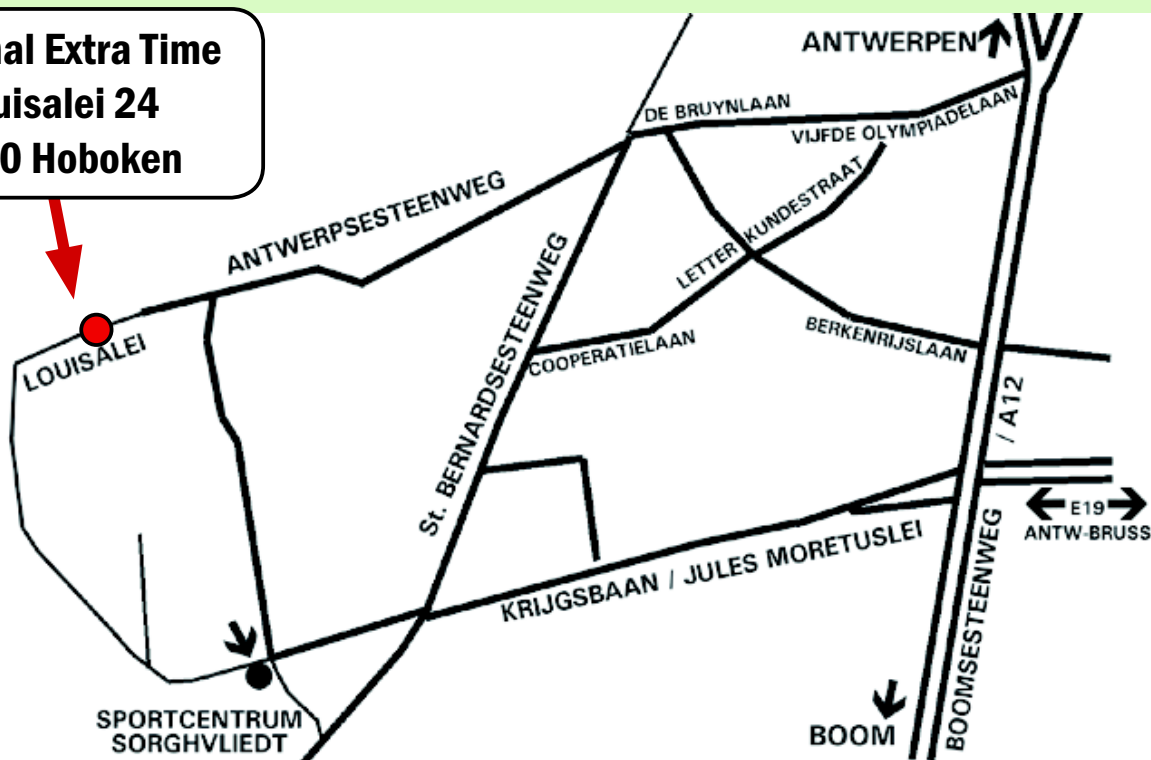 nal Extra Time
uisalei 24
0 Hoboken
ANTWERPEN
DE BRUYNLAAN
VIJFDE OLYMPIADELAAN
LETTER KUNDESTRAAT
ANTWERPSESTEENWEG
St. BERNARDSESTEENWEG
COOPERATIELAAN
BERKENRIJSLAAN
LOUISALEI
/ A12
E19
ANTW-BRUSS
KRIJGSBAAN / JULES MORETUSLEI
BOOMSESTEENWEG
SPORTCENTRUM
SORGHVLIEDT
BOOM